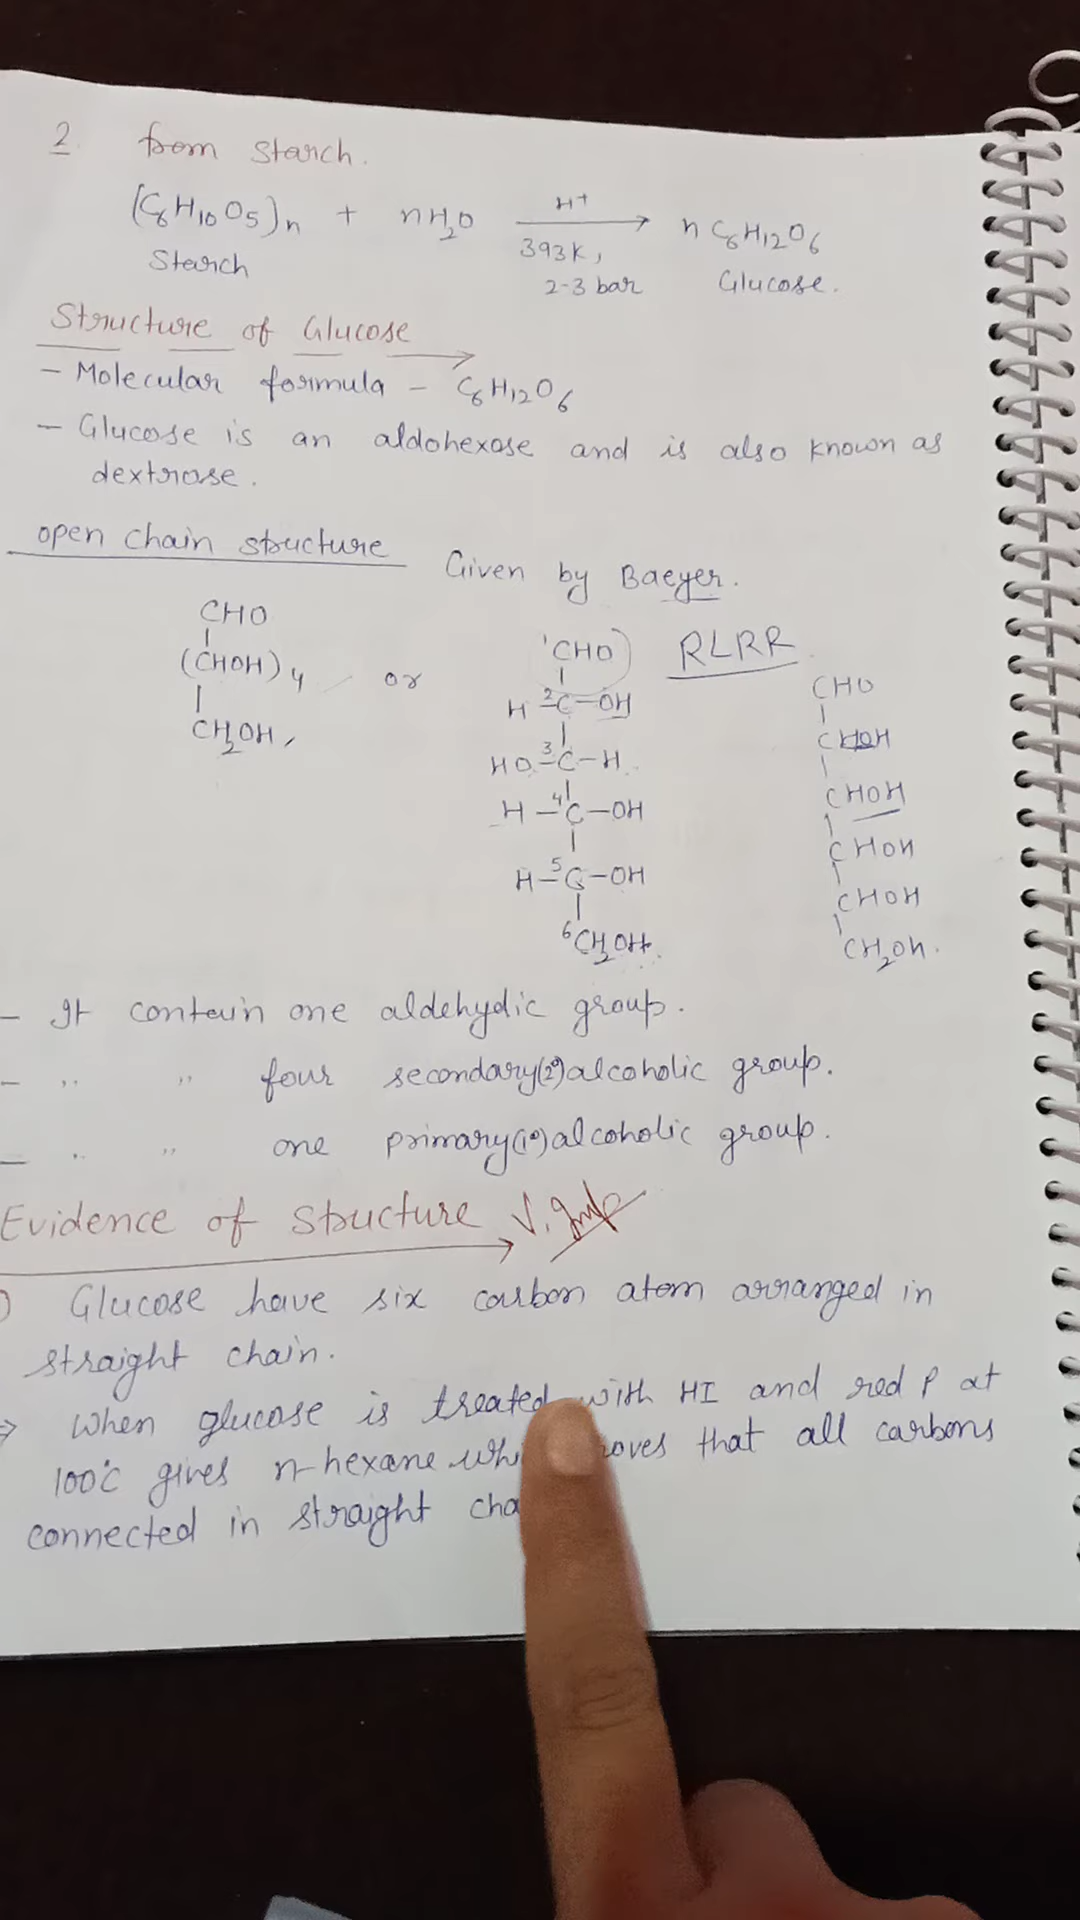 2. from starch.
(C6H10O5)n + nH2O H+ n C6H12O6
Starch 393K, Glucose.
2-3 bar
Structure of Glucose
- Molecular formula - C6H12O6
- Glucose is an aldohexose and is also known as
dextrose.
open chain structure Given by Baeyer.
CHO
(CHOH)4
CH2OH,
or
1CHO
H-2C-OH
HO-3C-H
H-4C-OH
H-5C-OH
6CH2OH
RLRR
CHO
CHOH
CHOH
CHOH
CHOH
CH2OH.
- It contain one aldehydic group.
- " " four secondary(2°)alcoholic group.
- " " one primary(1°)alcoholic group.
Evidence of structure V. Imp
) Glucose have six carbon atom arranged in
straight chain.
⇒ When glucose is treated with HI and red P at
100°C gives n-hexane that all carbons
connected in straight